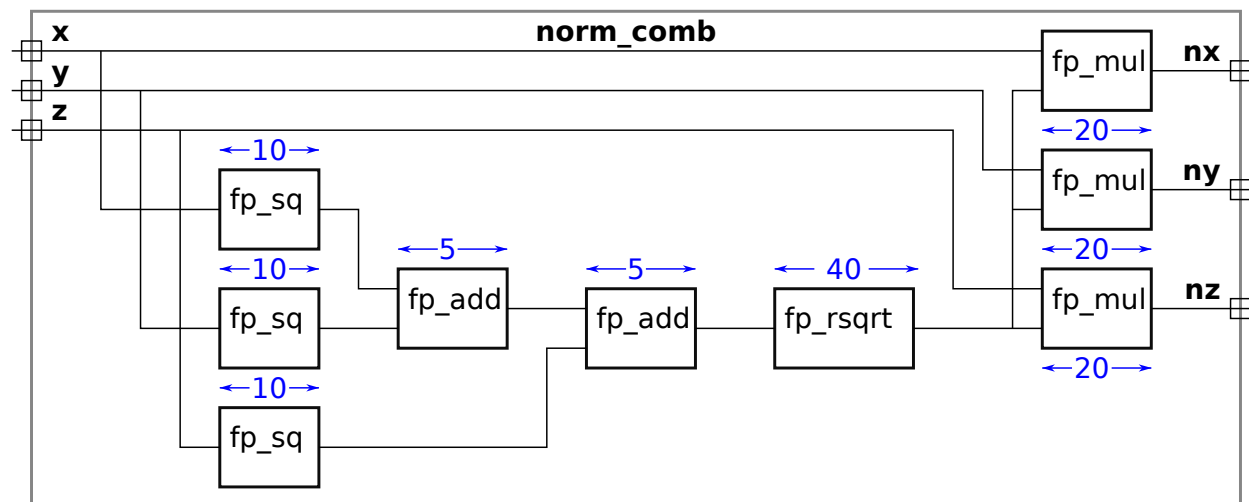 x
norm_comb
fp_mul
nx
y
z
20
10
fp_mul
ny
fp_sq
5
5
40
20
10
fp_add
fp_add
fp_rsqrt
fp_mul
nz
fp_sq
20
10
fp_sq